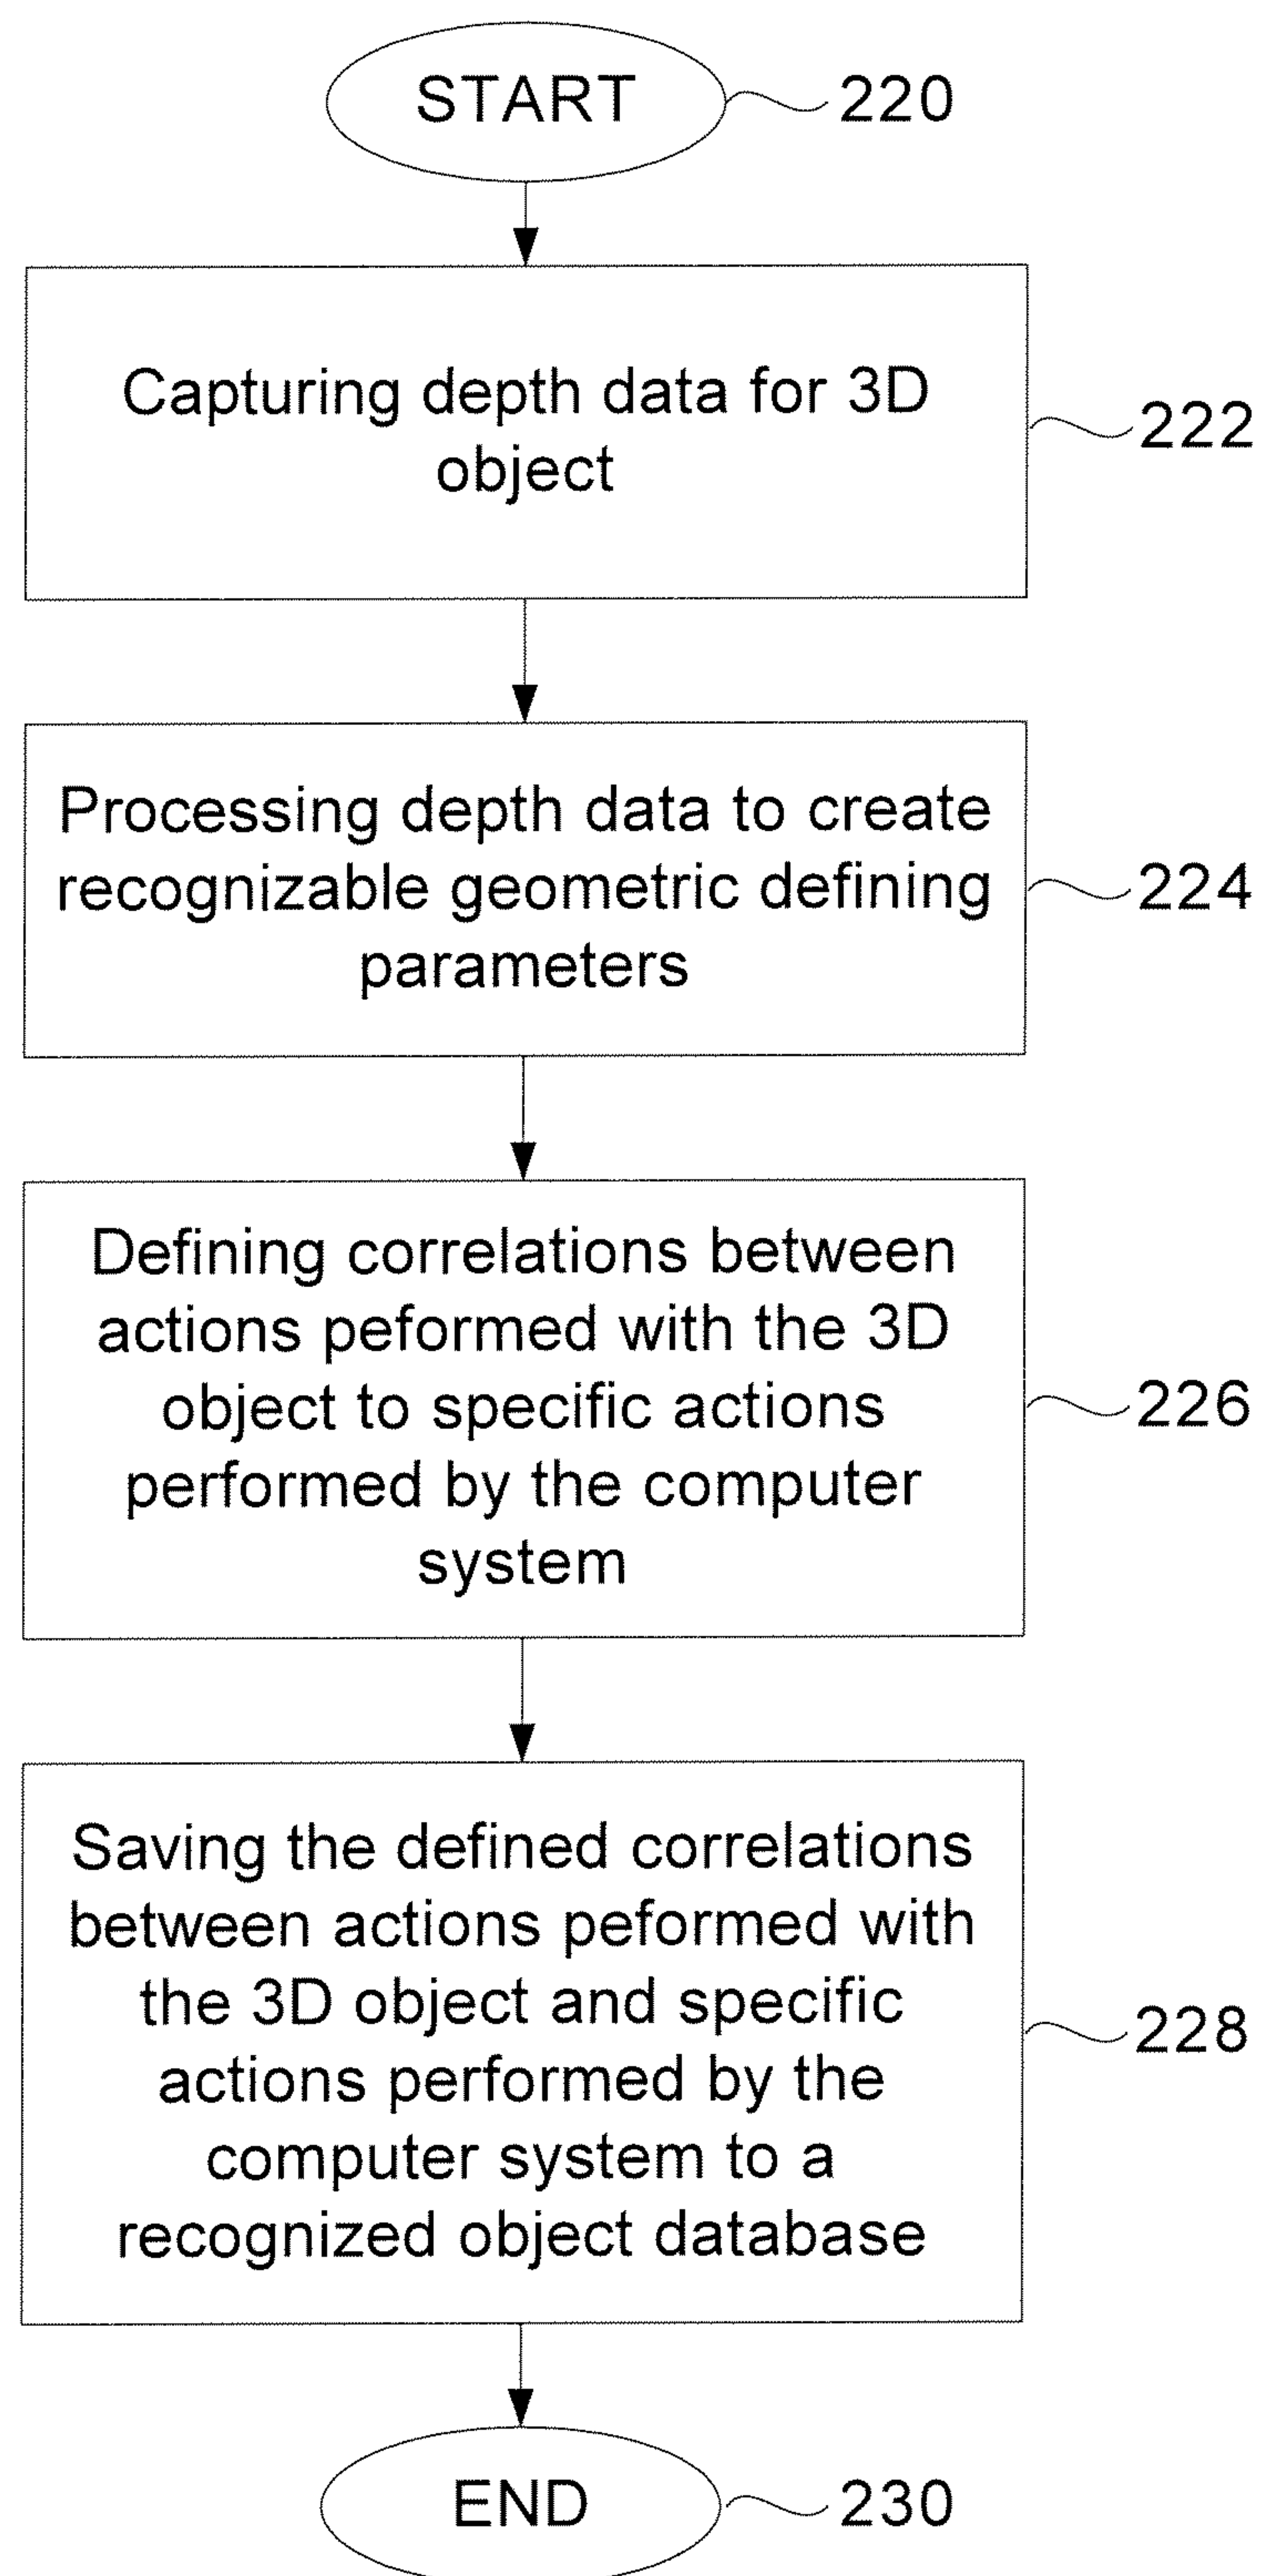 START
220
Capturing depth data for 3D
object
222
Processing depth data to create
recognizable geometric defining
parameters
224
Defining correlations between
actions peformed with the 3D
object to specific actions
performed by the computer
system
226
Saving the defined correlations
between actions peformed with
the 3D object and specific
actions performed by the
computer system to a
recognized object database
228
END
230